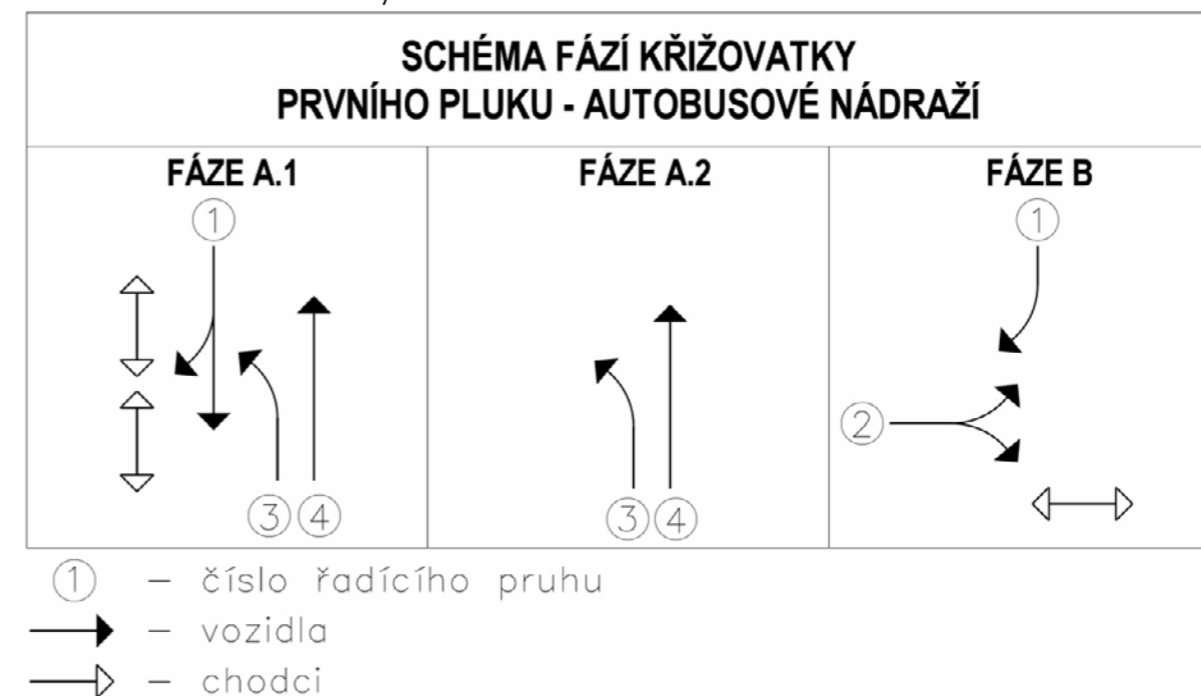 SCHÉMA FÁZÍ KŘIŽOVATKY
PRVNÍHO PLUKU - AUTOBUSOVÉ NÁDRAŽÍ
FÁZE A.1
FÁZE A.2
FÁZE B
1
1
2
3 4
3 4
1 – číslo řadícího pruhu
– vozidla
– chodci